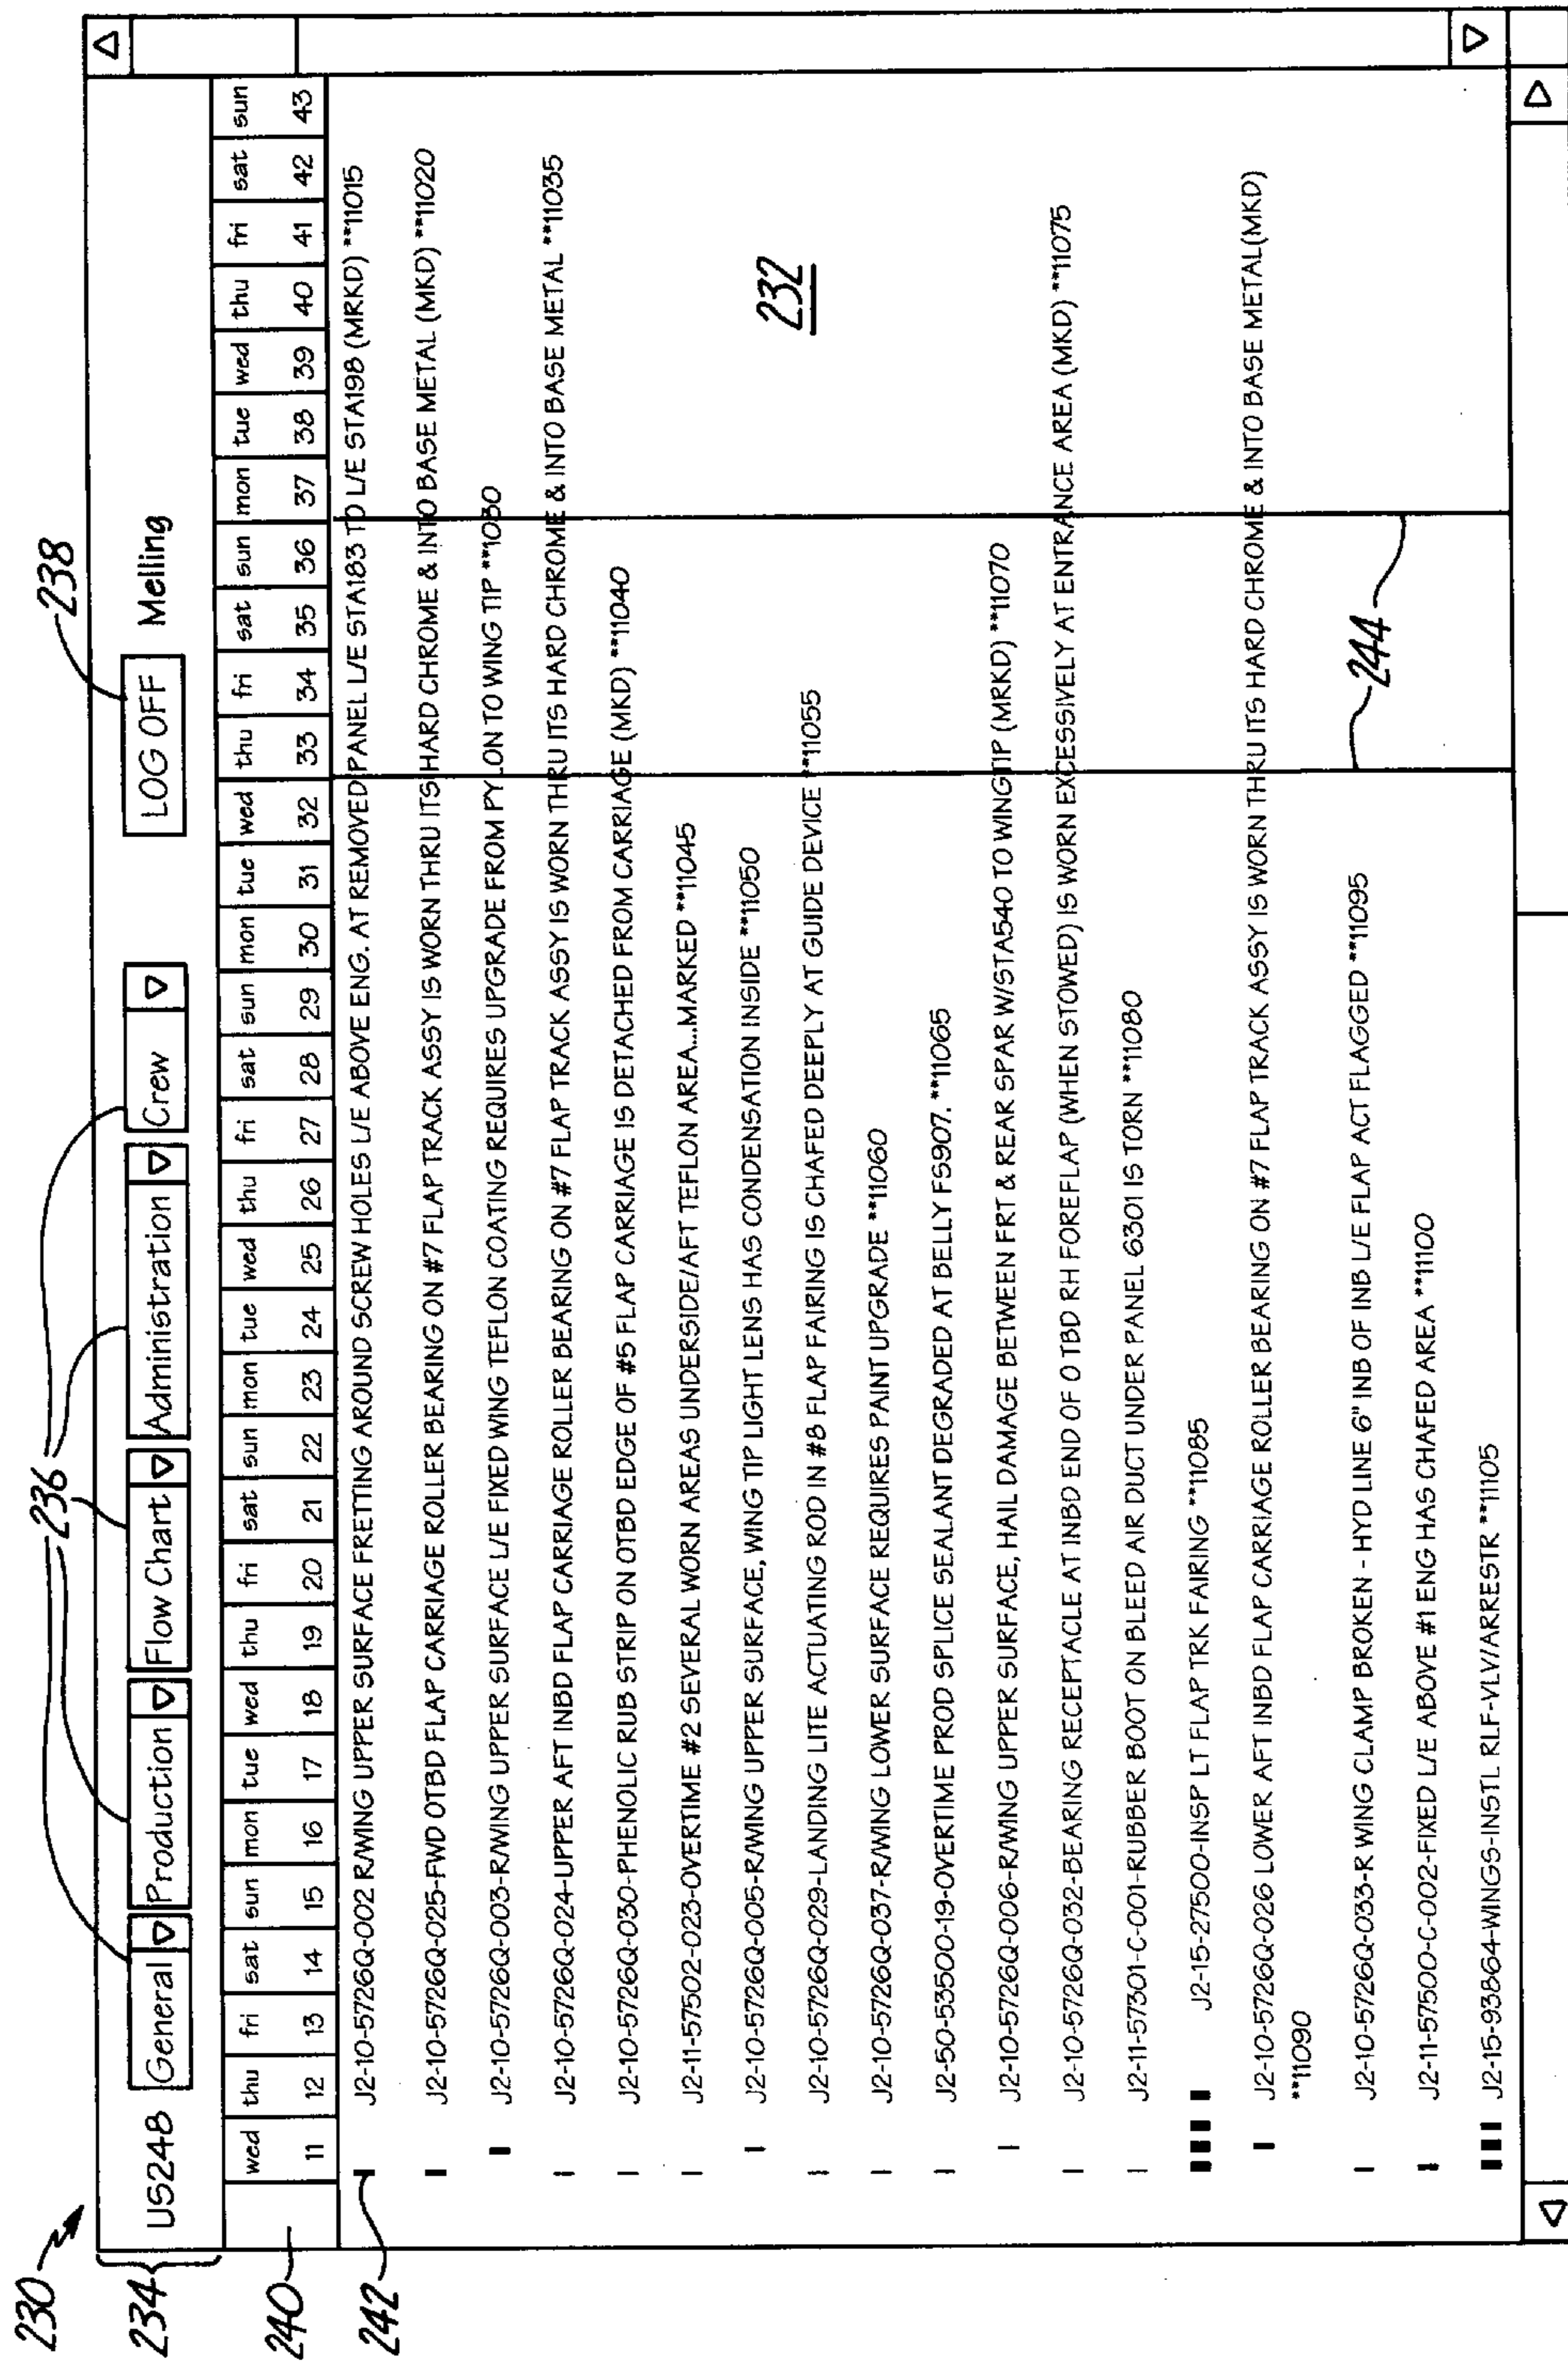 230
234
US248 General Production Flow Chart Administration Crew LOG OFF Melling
236
238
240
wed thu fri sat sun mon tue wed thu fri sat sun mon tue wed thu fri sat sun mon tue wed thu fri sat sun mon tue wed thu fri sat sun
11 12 13 14 15 16 17 18 19 20 21 22 23 24 25 26 27 28 29 30 31 32 33 34 35 36 37 38 39 40 41 42 43
242
J2-10-5726Q-002 R/WING UPPER SURFACE FRETTING AROUND SCREW HOLES L/E ABOVE ENG. AT REMOVED PANEL L/E STA183 TO L/E STA198 (MRKD) **11015
J2-10-5726Q-025-FWD OTBD FLAP CARRIAGE ROLLER BEARING ON #7 FLAP TRACK ASSY IS WORN THRU ITS HARD CHROME & INTO BASE METAL (MKD) **11020
J2-10-5726Q-003-R/WING UPPER SURFACE L/E FIXED WING TEFLON COATING REQUIRES UPGRADE FROM PYLON TO WING TIP **1030
J2-10-5726Q-024-UPPER AFT INBD FLAP CARRIAGE ROLLER BEARING ON #7 FLAP TRACK ASSY IS WORN THRU ITS HARD CHROME & INTO BASE METAL **11035
J2-10-5726Q-030-PHENOLIC RUB STRIP ON OTBD EDGE OF #5 FLAP CARRIAGE IS DETACHED FROM CARRIAGE (MKD) **11040
J2-11-57502-023-OVERTIME #2 SEVERAL WORN AREAS UNDERSIDE/AFT TEFLON AREA...MARKED **11045
J2-10-5726Q-005-R/WING UPPER SURFACE, WING TIP LIGHT LENS HAS CONDENSATION INSIDE **11050
J2-10-5726Q-029-LANDING LITE ACTUATING ROD IN #8 FLAP FAIRING IS CHAFED DEEPLY AT GUIDE DEVICE **11055
J2-10-5726Q-037-R/WING LOWER SURFACE REQUIRES PAINT UPGRADE **11060
J2-50-53500-19-OVERTIME PROD SPLICE SEALANT DEGRADED AT BELLY FS907. **11065
J2-10-5726Q-006-R/WING UPPER SURFACE, HAIL DAMAGE BETWEEN FRT & REAR SPAR W/STA540 TO WINGTIP (MRKD) **11070
J2-10-5726Q-032-BEARING RECEPTACLE AT INBD END OF OTBD RH FOREFLAP (WHEN STOWED) IS WORN EXCESSIVELY AT ENTRANCE AREA (MKD) **11075
J2-11-57301-C-001-RUBBER BOOT ON BLEED AIR DUCT UNDER PANEL 6301 IS TORN **11080
J2-15-27500-INSP LT FLAP TRK FAIRING **11085
J2-10-5726Q-026 LOWER AFT INBD FLAP CARRIAGE ROLLER BEARING ON #7 FLAP TRACK ASSY IS WORN THRU ITS HARD CHROME & INTO BASE METAL(MKD)
**11090
J2-10-5726Q-033-R WING CLAMP BROKEN - HYD LINE 6" INB OF INB L/E FLAP ACT FLAGGED **11095
J2-11-57500-C-002-FIXED L/E ABOVE #1 ENG HAS CHAFED AREA **11100
J2-15-93864-WINGS-INSTL RLF-VLV/ARRESTR **11105
232
244